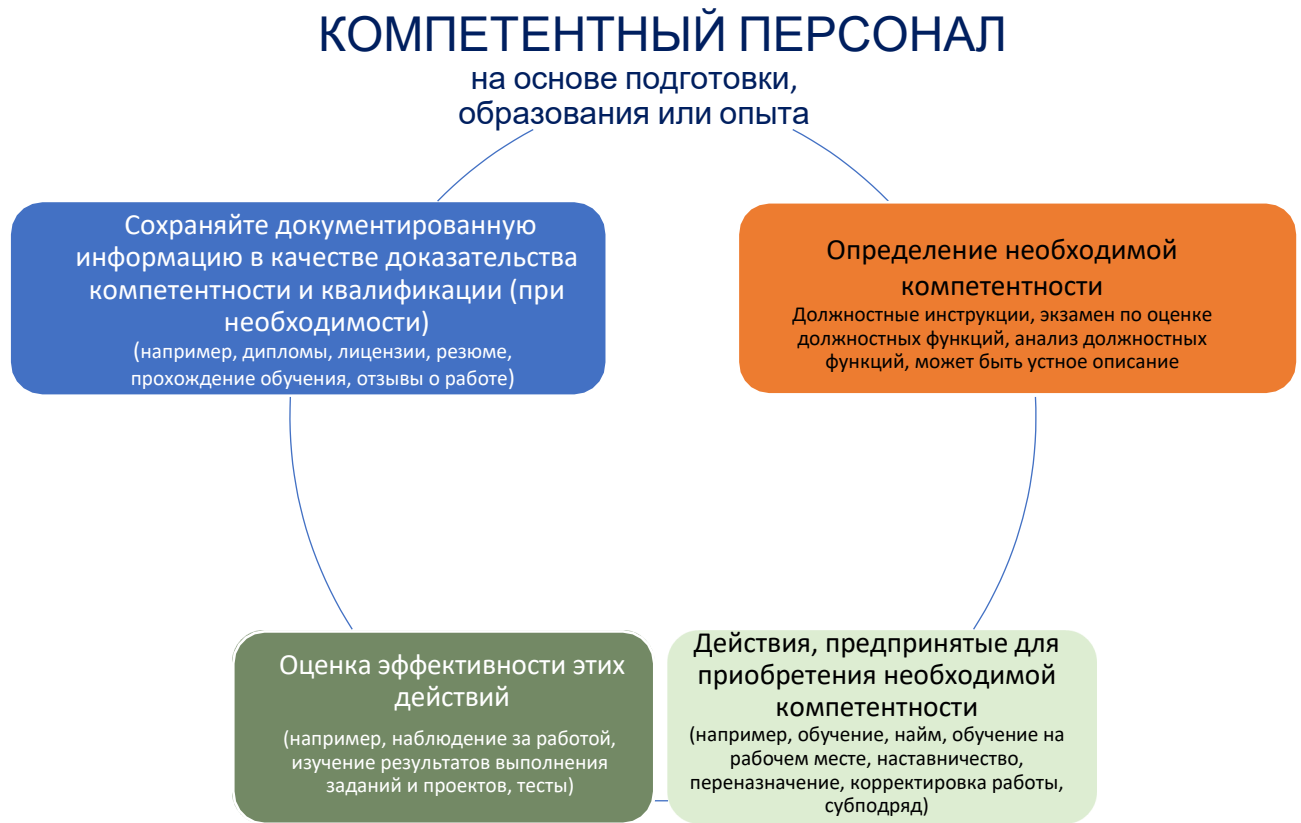 КОМПЕТЕНТНЫЙ ПЕРСОНАЛ
на основе подготовки,
образования или опыта
Сохраняйте документированную
информацию в качестве доказательства
компетентности и квалификации (при
необходимости)
(например, дипломы, лицензии, резюме,
прохождение обучения, отзывы о работе)
Определение необходимой
компетентности
Должностные инструкции, экзамен по оценке
должностных функций, анализ должностных
функций, может быть устное описание
Оценка эффективности этих
действий
(например, наблюдение за работой,
изучение результатов выполнения
заданий и проектов, тесты)
Действия, предпринятые для
приобретения необходимой
компетентности
(например, обучение, найм, обучение на
рабочем месте, наставничество,
переназначение, корректировка работы,
субподряд)